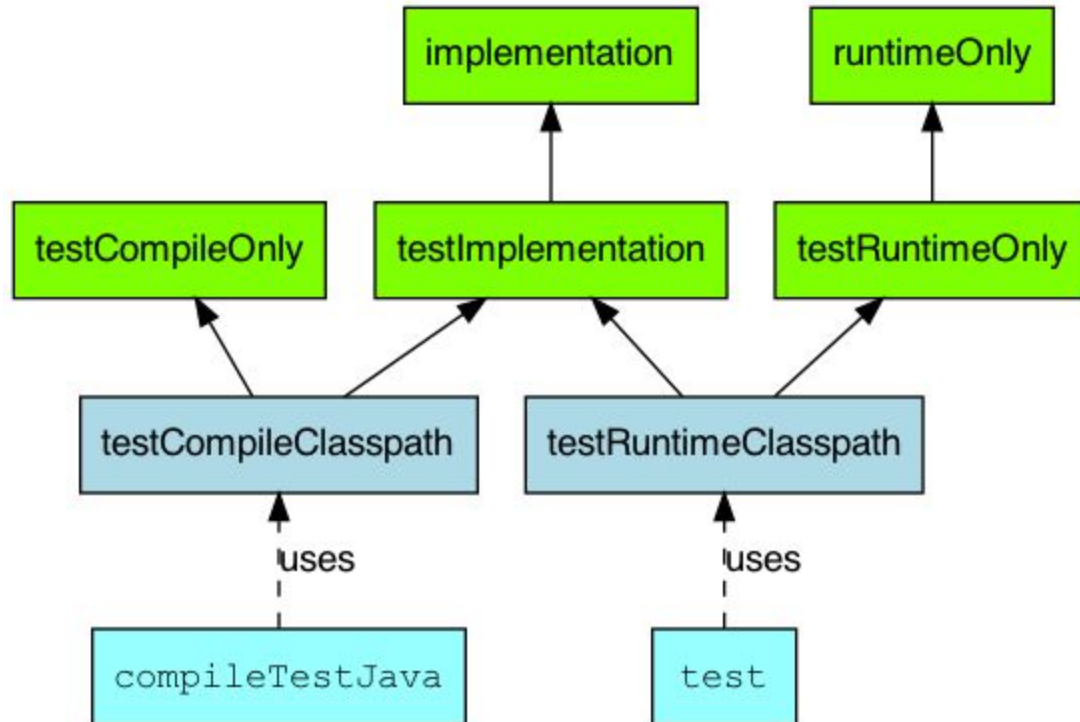 implementation
runtimeOnly
testCompileOnly
testImplementation
testRuntimeOnly
testCompileClasspath
testRuntimeClasspath
uses
uses
compileTestJava
test